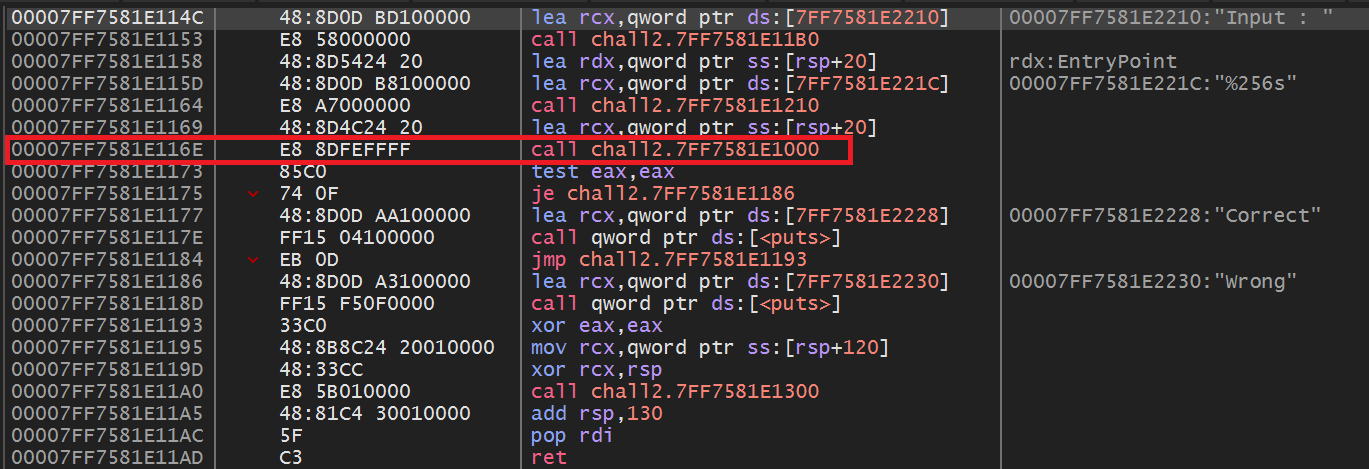 00007FF7581E114C 48:8D0D BD100000 lea rcx,qword ptr ds:[7FF7581E2210] 00007FF7581E2210:"Input : "
00007FF7581E1153 E8 58000000 call chall2.7FF7581E11B0
00007FF7581E1158 48:8D5424 20 lea rdx,qword ptr ss:[rsp+20] rdx:EntryPoint
00007FF7581E115D 48:8D0D B8100000 lea rcx,qword ptr ds:[7FF7581E221C] 00007FF7581E221C:"%256s"
00007FF7581E1164 E8 A7000000 call chall2.7FF7581E1210
00007FF7581E1169 48:8D4C24 20 lea rcx,qword ptr ss:[rsp+20]
00007FF7581E116E E8 8DFEFFFF call chall2.7FF7581E1000
00007FF7581E1173 85C0 test eax,eax
00007FF7581E1175 74 0F je chall2.7FF7581E1186
00007FF7581E1177 48:8D0D AA100000 lea rcx,qword ptr ds:[7FF7581E2228] 00007FF7581E2228:"Correct"
00007FF7581E117E FF15 04100000 call qword ptr ds:[<puts>]
00007FF7581E1184 EB 0D jmp chall2.7FF7581E1193
00007FF7581E1186 48:8D0D A3100000 lea rcx,qword ptr ds:[7FF7581E2230] 00007FF7581E2230:"Wrong"
00007FF7581E118D FF15 F50F0000 call qword ptr ds:[<puts>]
00007FF7581E1193 33C0 xor eax,eax
00007FF7581E1195 48:8B8C24 20010000 mov rcx,qword ptr ss:[rsp+120]
00007FF7581E119D 48:33CC xor rcx,rsp
00007FF7581E11A0 E8 5B010000 call chall2.7FF7581E1300
00007FF7581E11A5 48:81C4 30010000 add rsp,130
00007FF7581E11AC 5F pop rdi
00007FF7581E11AD C3 ret